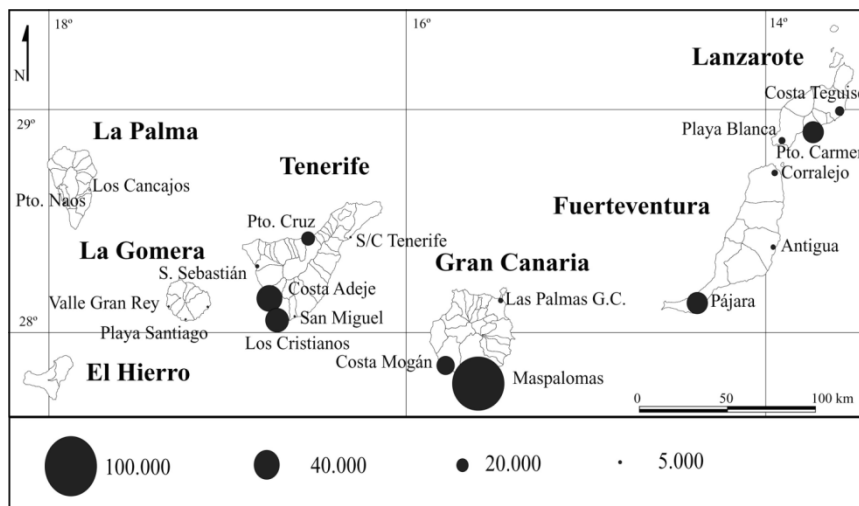 18º
16º
14º
N
29º
28º
Lanzarote
Costa Teguise
Playa Blanca
Pto. Carmen
Corralejo
La Palma
Los Cancajos
Pto. Naos
Tenerife
Pto. Cruz
S/C Tenerife
Fuerteventura
Antigua
Pájara
La Gomera
S. Sebastián
Valle Gran Rey
Playa Santiago
Costa Adeje
San Miguel
Los Cristianos
Gran Canaria
Las Palmas G.C.
Costa Mogán
Maspalomas
El Hierro
0 50 100 km
100.000 40.000 20.000 5.000